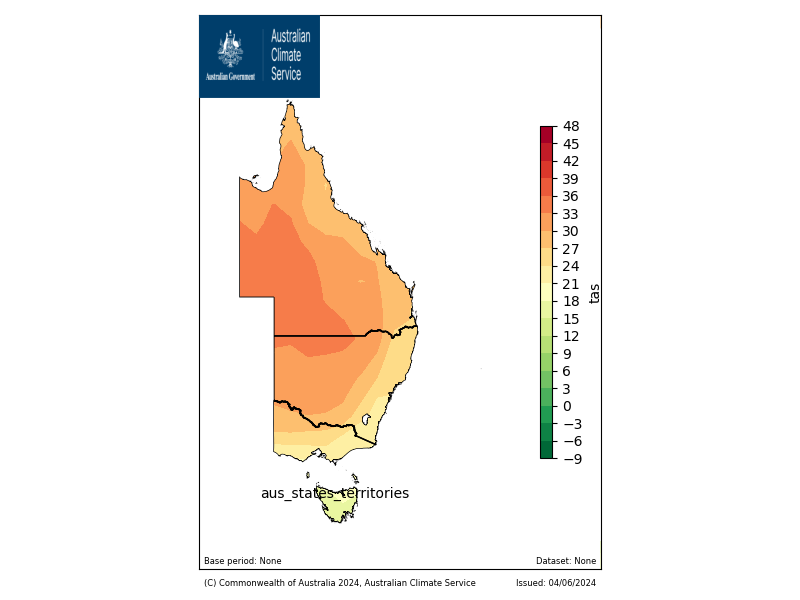 Australian
Climate
Service
Australian Government
48
45
42
39
36
33
30
27
24
21
18
15
12
9
6
3
0
−3
−6
−9
tas
aus_states_territories
Base period: None
Dataset: None
(C) Commonwealth of Australia 2024, Australian Climate Service
Issued: 04/06/2024